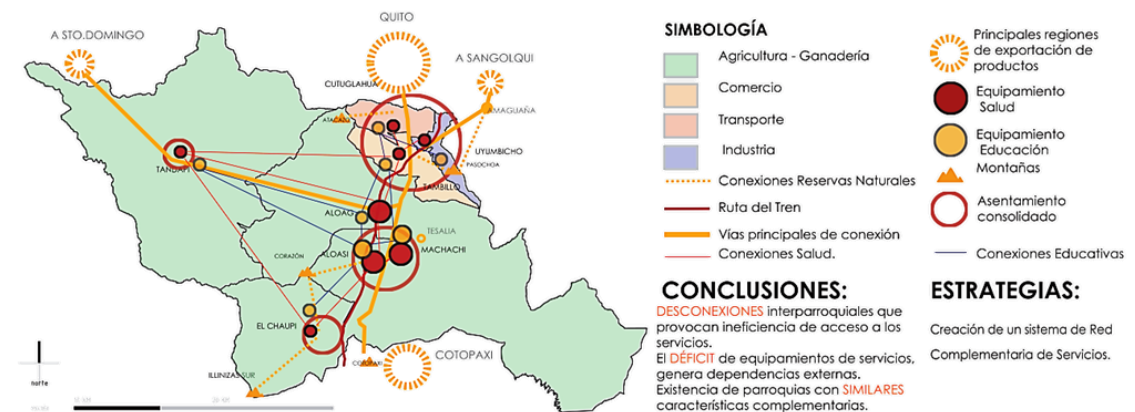 QUITO
A STO.DOMINGO
A SANGOLQUI
CUTUGLAHUA
AMAGUAÑA
ATACAZO
UYUMBICHO
PASOCHOA
TANDAPI
TAMBILLO
ALOAG
TESALIA
MACHACHI
ALOASI
CORAZÓN
EL CHAUPI
COTOPAXI
COTOPAXI
ILLINIZAS SUR
norte
SIMBOLOGÍA
Agricultura - Ganadería
Comercio
Transporte
Industria
Conexiones Reservas Naturales
Ruta del Tren
Vías principales de conexión
Conexiones Salud.
Principales regiones
de exportación de
productos
Equipamiento
Salud
Equipamiento
Educación
Montañas
Asentamiento
consolidado
Conexiones Educativas
CONCLUSIONES:
DESCONEXIONES interparroquiales que
provocan ineficiencia de acceso a los
servicios.
El DÉFICIT de equipamientos de servicios,
genera dependencias externas.
Existencia de parroquias con SIMILARES
características complementarias.
ESTRATEGIAS:
Creación de un sistema de Red
Complementaria de Servicios.